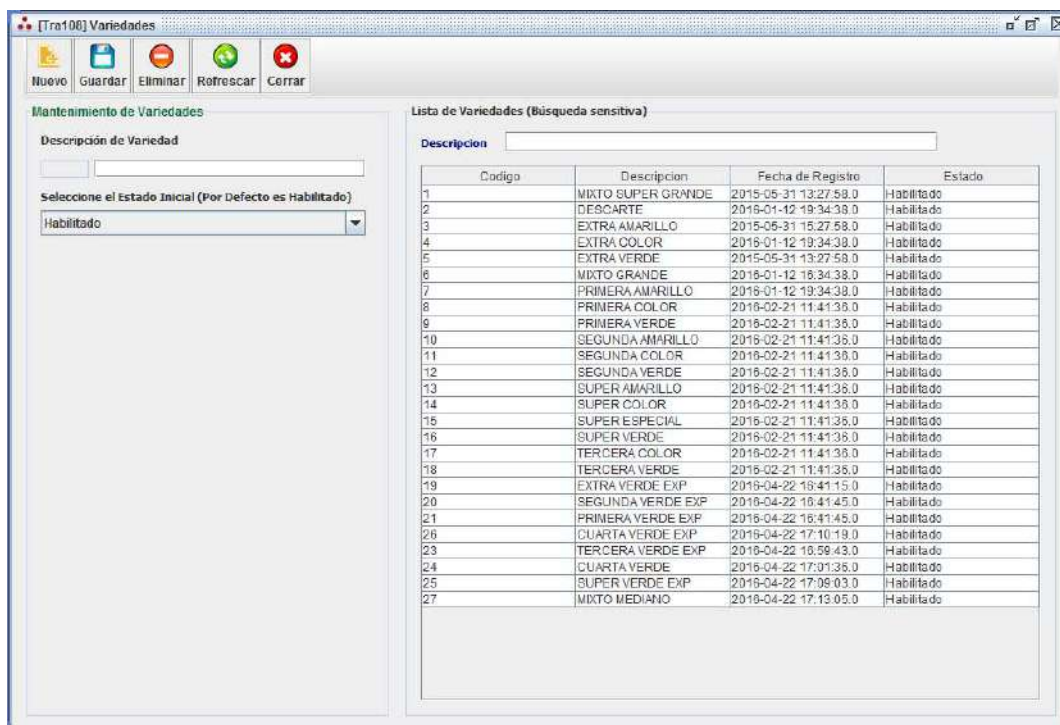 [Tra108] Variedades
Nuevo Guardar Eliminar Refrescar Cerrar
Mantenimiento de Variedades
Descripción de Variedad
Seleccione el Estado Inicial (Por Defecto es Habilitado)
Habilitado
Lista de Variedades (Búsqueda sensitiva)
Descripcion
Codigo Descripcion Fecha de Registro Estado
1 MIXTO SUPER GRANDE 2015-05-31 13:27:58.0 Habilitado
2 DESCARTE 2016-01-12 19:34:38.0 Habilitado
3 EXTRA AMARILLO 2015-05-31 15:27:58.0 Habilitado
4 EXTRA COLOR 2016-01-12 19:34:38.0 Habilitado
5 EXTRA VERDE 2015-05-31 13:27:58.0 Habilitado
6 MIXTO GRANDE 2016-01-12 16:34:38.0 Habilitado
7 PRIMERA AMARILLO 2016-01-12 19:34:38.0 Habilitado
8 PRIMERA COLOR 2016-02-21 11:41:36.0 Habilitado
9 PRIMERA VERDE 2016-02-21 11:41:36.0 Habilitado
10 SEGUNDA AMARILLO 2016-02-21 11:41:36.0 Habilitado
11 SEGUNDA COLOR 2016-02-21 11:41:36.0 Habilitado
12 SEGUNDA VERDE 2016-02-21 11:41:36.0 Habilitado
13 SUPER AMARILLO 2016-02-21 11:41:36.0 Habilitado
14 SUPER COLOR 2016-02-21 11:41:36.0 Habilitado
15 SUPER ESPECIAL 2016-02-21 11:41:36.0 Habilitado
16 SUPER VERDE 2016-02-21 11:41:36.0 Habilitado
17 TERCERA COLOR 2016-02-21 11:41:36.0 Habilitado
18 TERCERA VERDE 2016-02-21 11:41:36.0 Habilitado
19 EXTRA VERDE EXP 2016-04-22 16:41:15.0 Habilitado
20 SEGUNDA VERDE EXP 2016-04-22 16:41:45.0 Habilitado
21 PRIMERA VERDE EXP 2016-04-22 16:41:45.0 Habilitado
26 CUARTA VERDE EXP 2016-04-22 17:10:19.0 Habilitado
23 TERCERA VERDE EXP 2016-04-22 16:59:43.0 Habilitado
24 CUARTA VERDE 2016-04-22 17:01:36.0 Habilitado
25 SUPER VERDE EXP 2016-04-22 17:09:03.0 Habilitado
27 MIXTO MEDIANO 2016-04-22 17:13:05.0 Habilitado